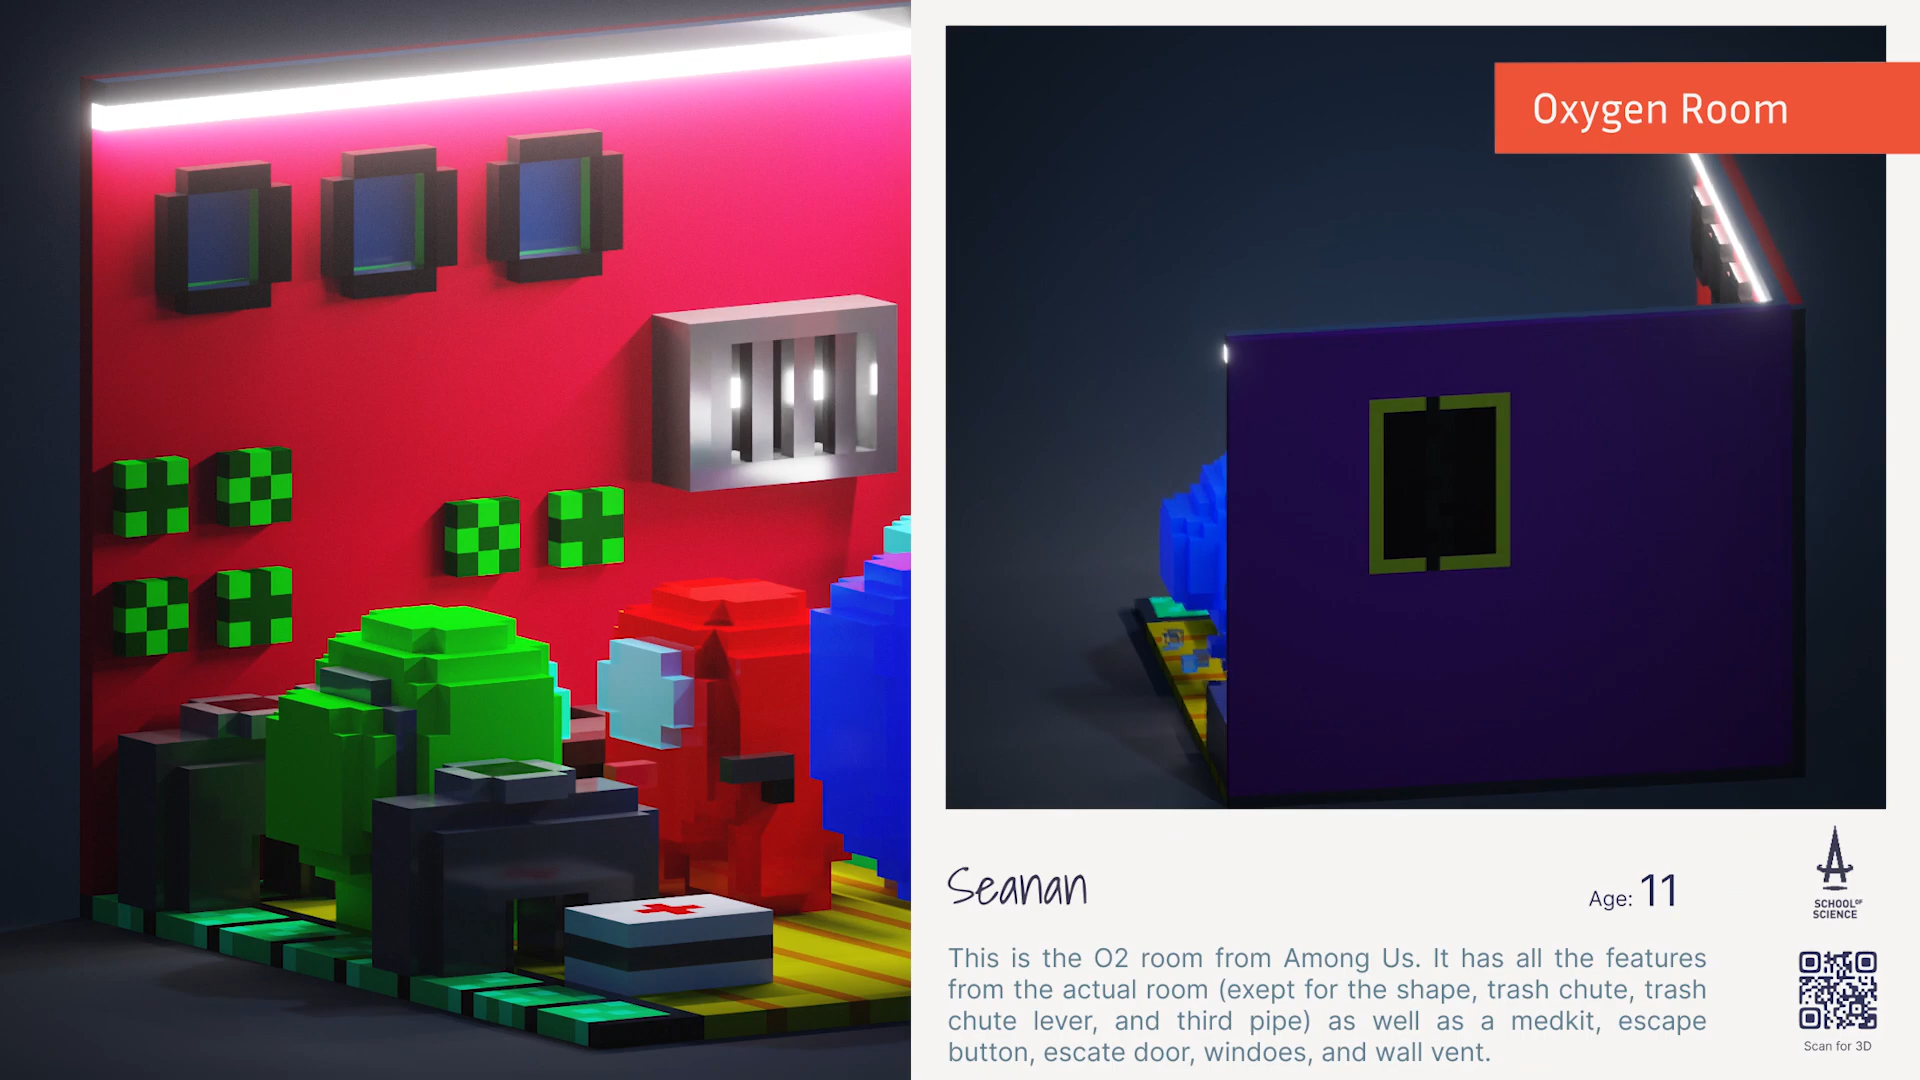 Oxygen Room
Seanan
Age: 11
SCHOOL OF
SCIENCE
This is the O2 room from Among Us. It has all the features
from the actual room (exept for the shape, trash chute, trash
chute lever, and third pipe) as well as a medkit, escape
button, escate door, windoes, and wall vent.
Scan for 3D